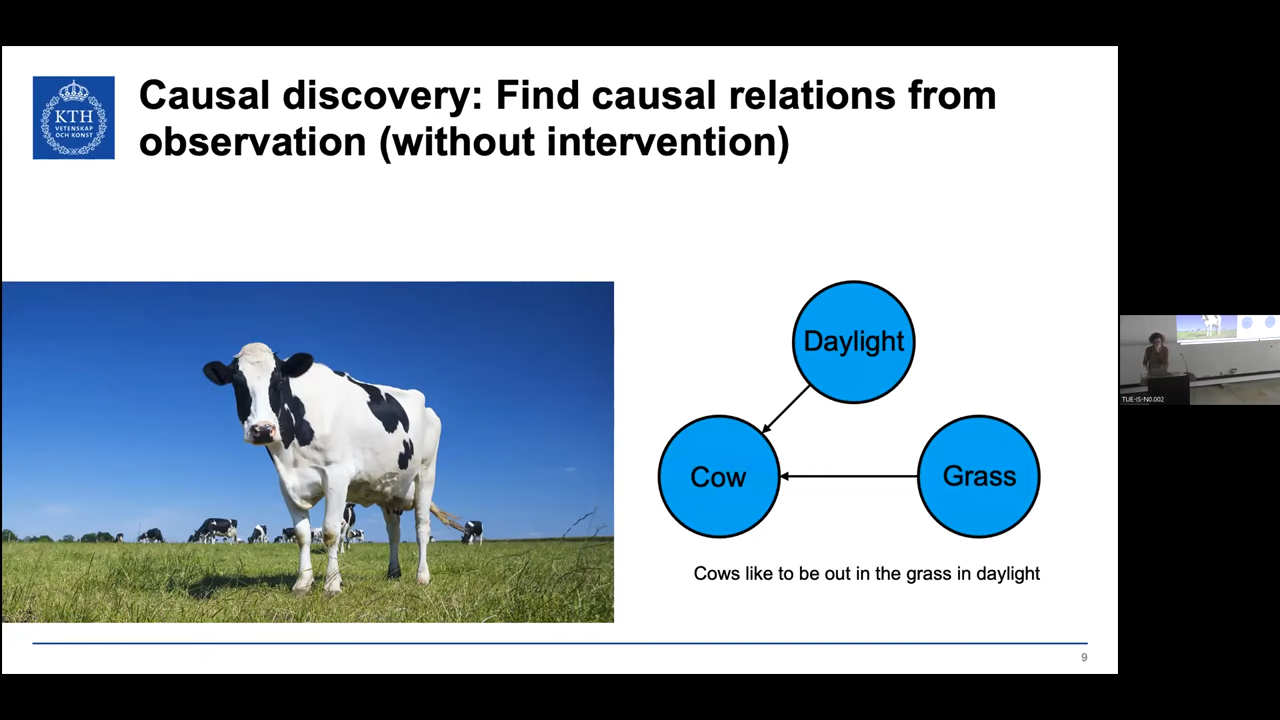 KTH
VETENSKAP
OCH KONST
Causal discovery: Find causal relations from
observation (without intervention)
Daylight
Cow
Grass
Cows like to be out in the grass in daylight
9
TUE-IS-N0.002